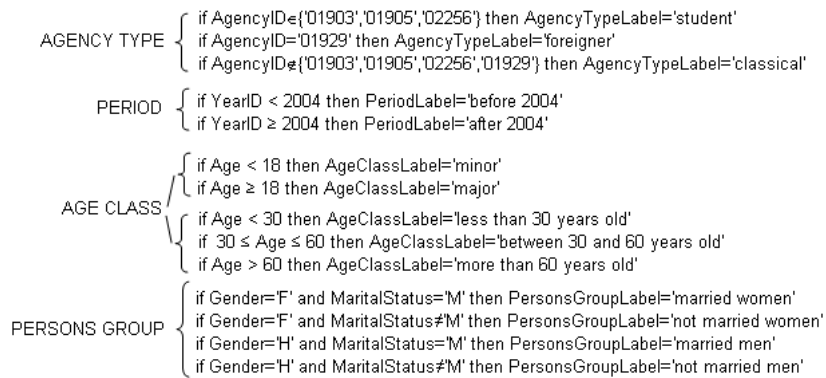 if AgencyID∈{'01903','01905','02256'} then AgencyTypeLabel='student'
AGENCY TYPE if AgencyID='01929' then AgencyTypeLabel='foreigner'
if AgencyID∉{'01903','01905','02256','01929'} then AgencyTypeLabel='classical'
PERIOD
if YearID < 2004 then PeriodLabel='before 2004'
if YearID ≥ 2004 then PeriodLabel='after 2004'
AGE CLASS
if Age < 18 then AgeClassLabel='minor'
if Age ≥ 18 then AgeClassLabel='major'
if Age < 30 then AgeClassLabel='less than 30 years old'
if 30 ≤ Age ≤ 60 then AgeClassLabel='between 30 and 60 years old'
if Age > 60 then AgeClassLabel='more than 60 years old'
PERSONS GROUP
if Gender='F' and MaritalStatus='M' then PersonsGroupLabel='married women'
if Gender='F' and MaritalStatus≠'M' then PersonsGroupLabel='not married women'
if Gender='H' and MaritalStatus='M' then PersonsGroupLabel='married men'
if Gender='H' and MaritalStatus≠'M' then PersonsGroupLabel='not married men'